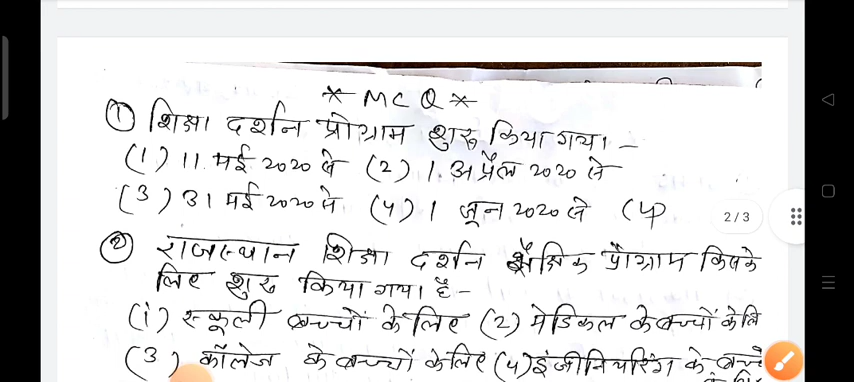 * MCQ *
① शिक्षा दर्शन प्रोग्राम शुरू किया गया। –
(1) 11 मई 2020 से (2) 1 अप्रैल 2020 से
(3) 31 मई 2020 से (4) 1 जून 2020 से (4)
2/3
② राजस्थान शिक्षा दर्शन शैक्षिक प्रोग्राम किसके
लिए शुरू किया गया है –
(1) स्कूली बच्चों के लिए (2) मेडिकल के बच्चों के लि
(3) कॉलेज के बच्चों के लिए (4) इंजीनियरिंग के बच्चे